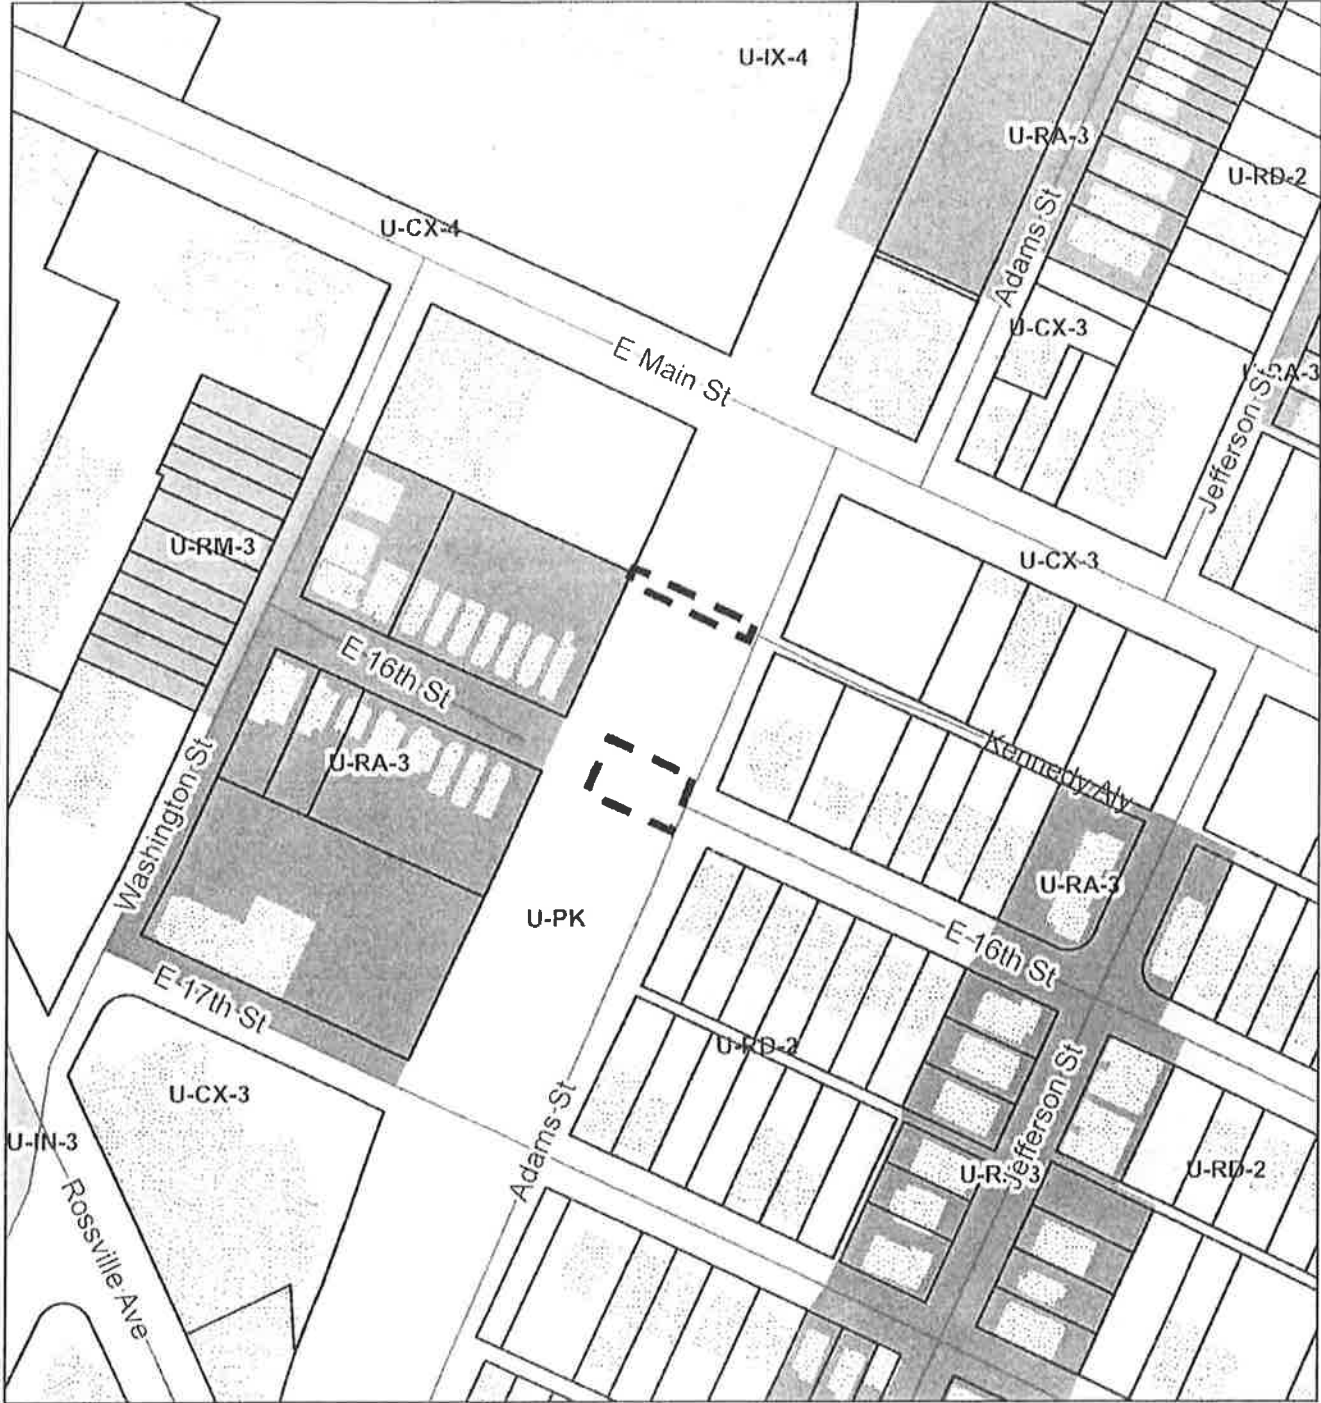 U-IX-4
U-RA-3
U-RD-2
U-CX-4
Adams St
U-CX-3
E Main St
Jefferson St
U-RM-3
U-CX-3
E 16th St
Kennedy Aly
U-RA-3
Washington St
U-RA-3
U-PK
E 16th St
E 17th St
U-RD-2
U-CX-3
Adams St
Jefferson St
U-IN-3
U-RD-2
Rossville Ave